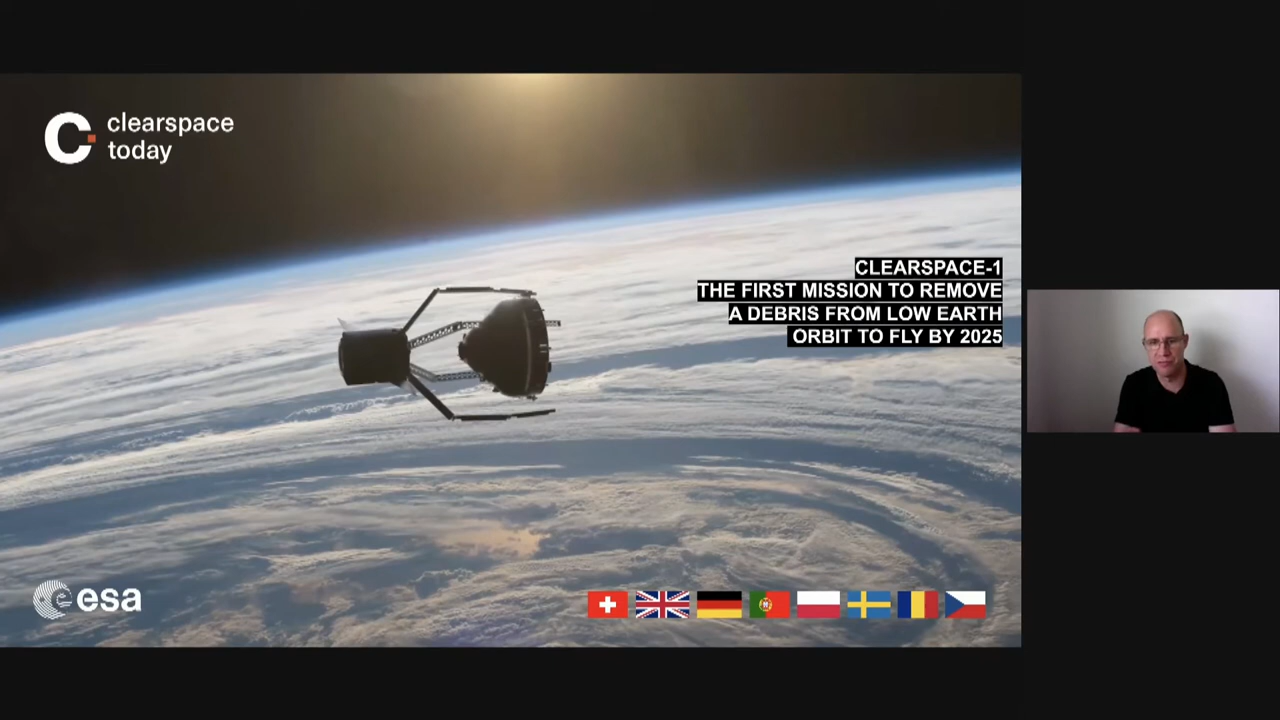 clearspace
today
CLEARSPACE-1
THE FIRST MISSION TO REMOVE
A DEBRIS FROM LOW EARTH
ORBIT TO FLY BY 2025
esa